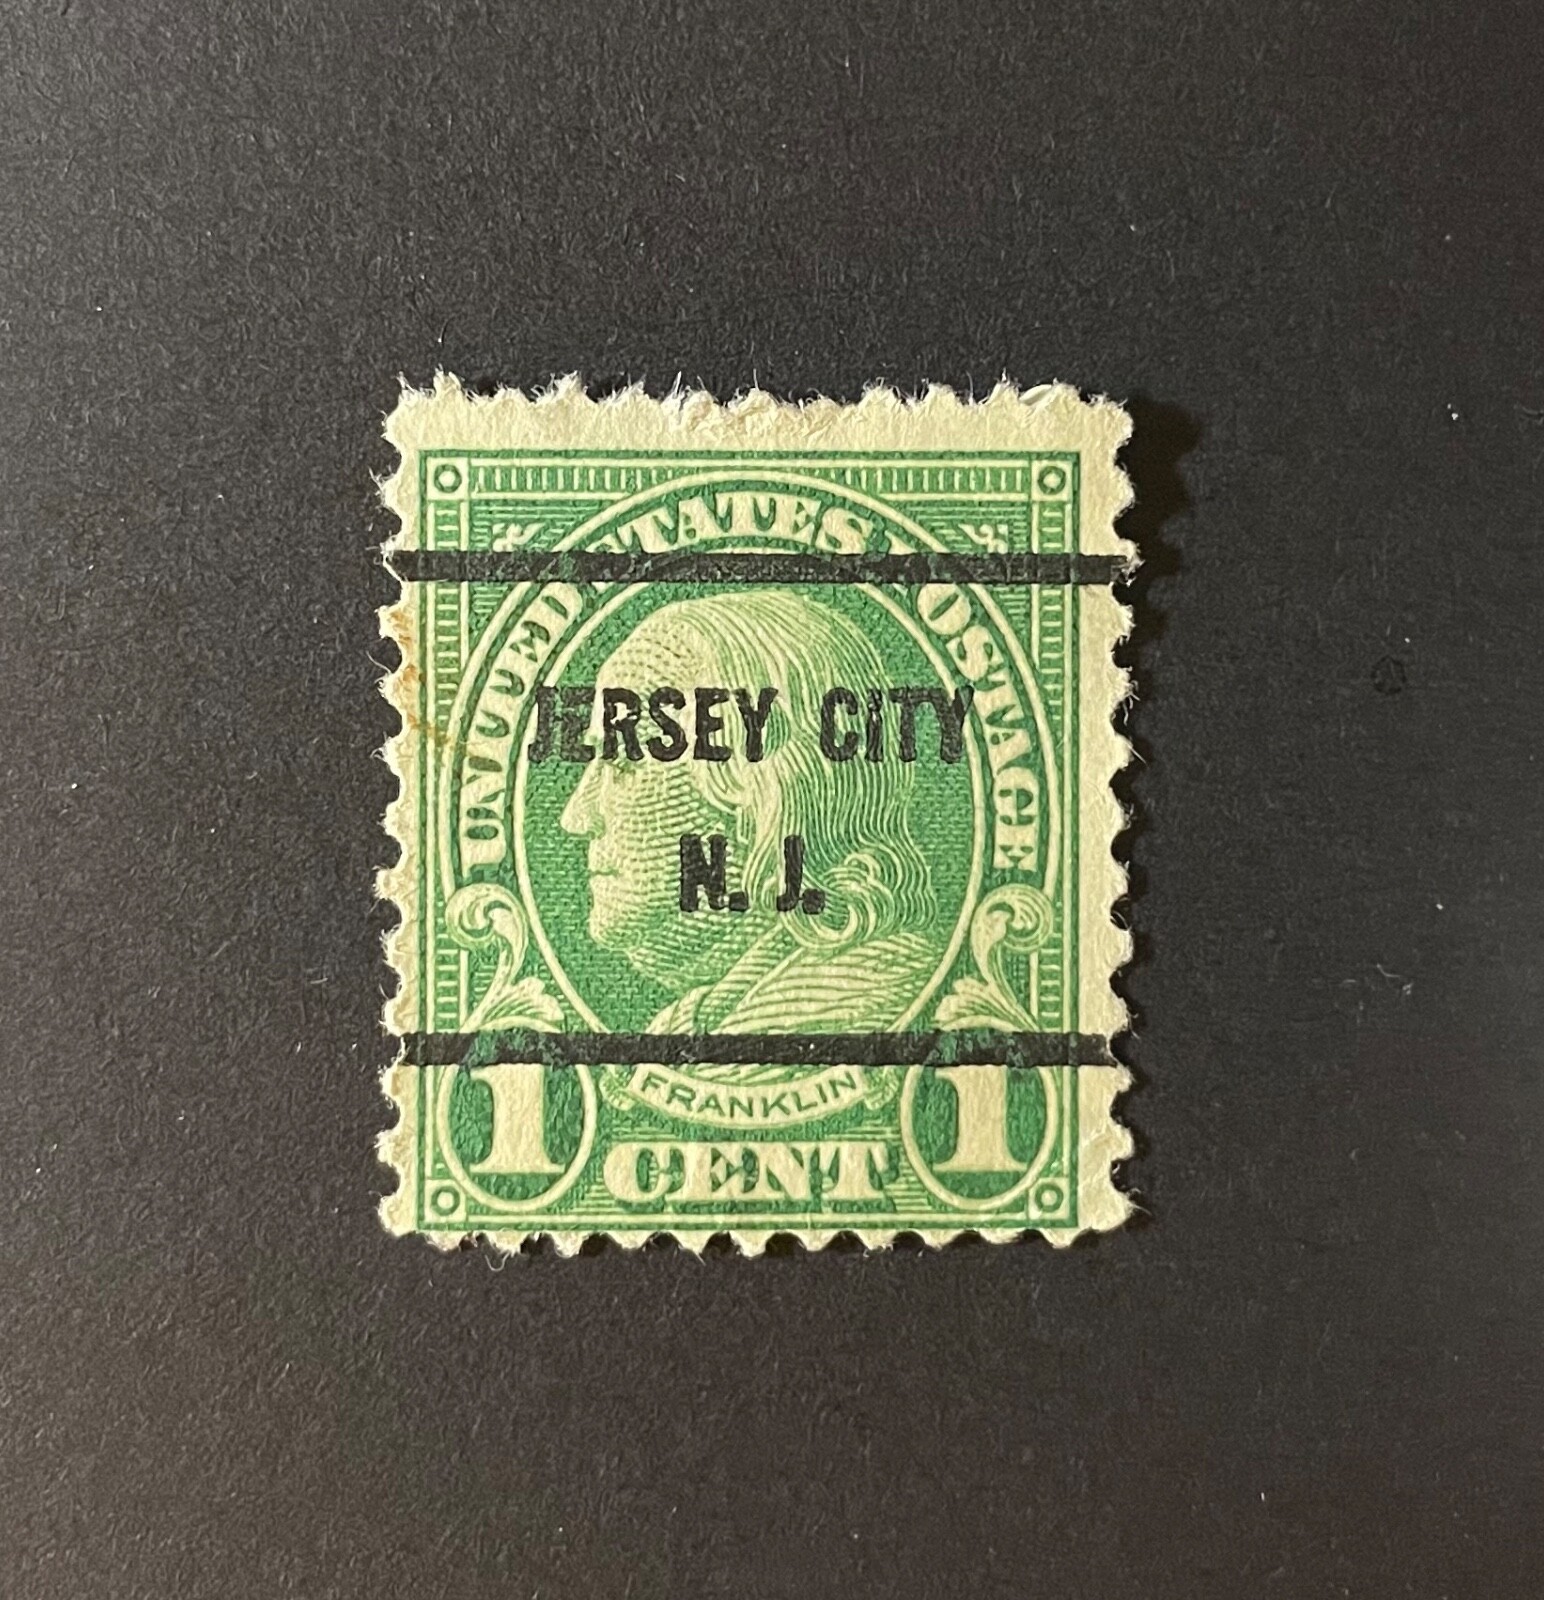 UNITED STATES POSTAGE
JERSEY CITY
N. J.
FRANKLIN
1 CENT 1